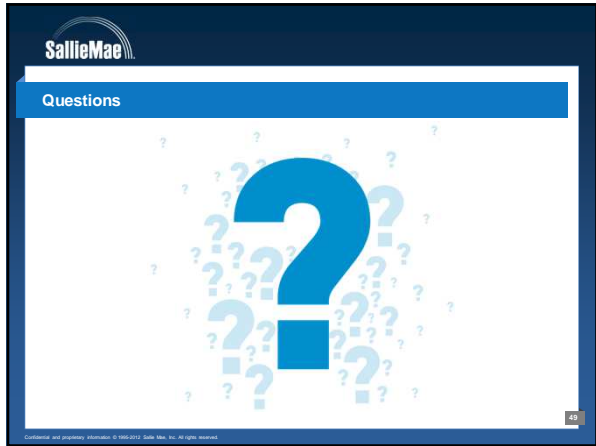 SallieMae
Questions
?
49
Confidential and proprietary information © 1995-2012 Sallie Mae, Inc. All rights reserved.